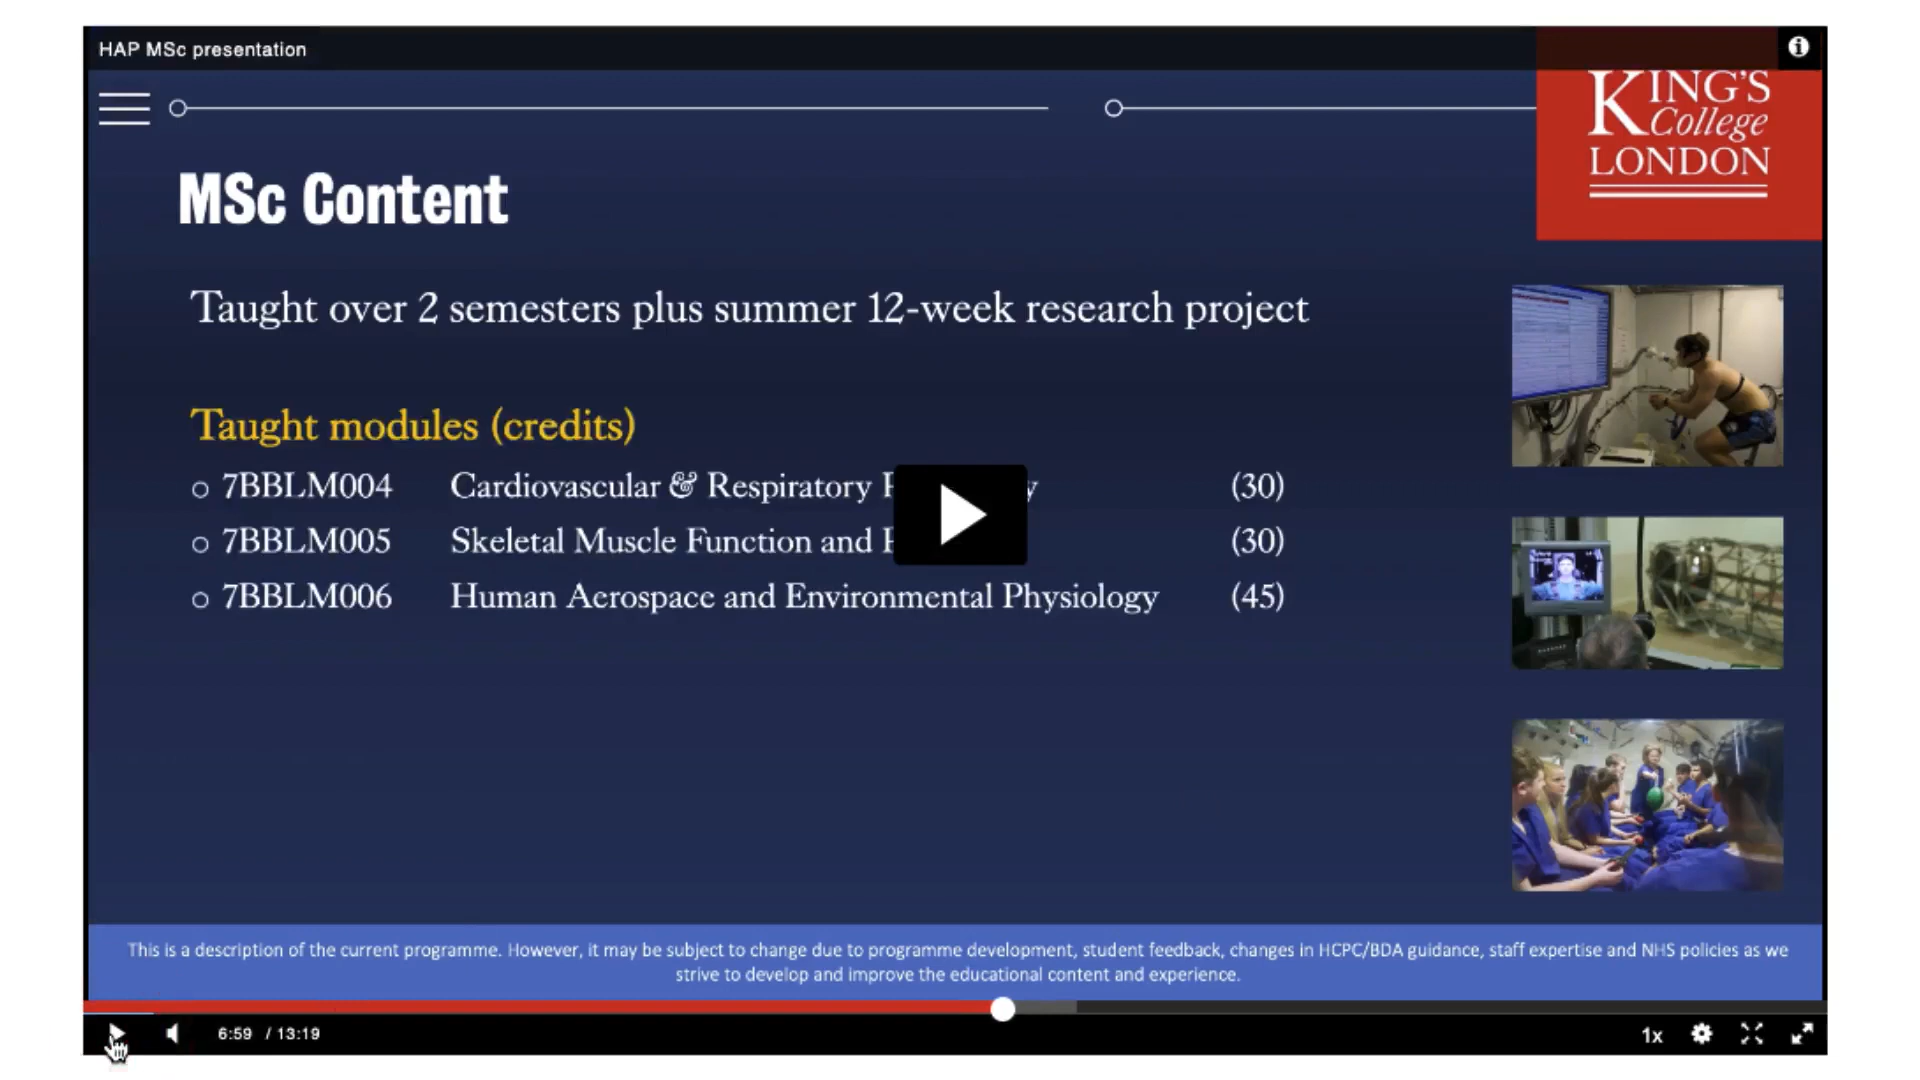 HAP MSc presentation
KING'S
College
LONDON
MSc Content
Taught over 2 semesters plus summer 12-week research project
Taught modules (credits)
7BBLM004 Cardiovascular & Respiratory (30)
7BBLM005 Skeletal Muscle Function and (30)
7BBLM006 Human Aerospace and Environmental Physiology (45)
This is a description of the current programme. However, it may be subject to change due to programme development, student feedback, changes in HCPC/BDA guidance, staff expertise and NHS policies as we
strive to develop and improve the educational content and experience.
6:59 / 13:19
1x